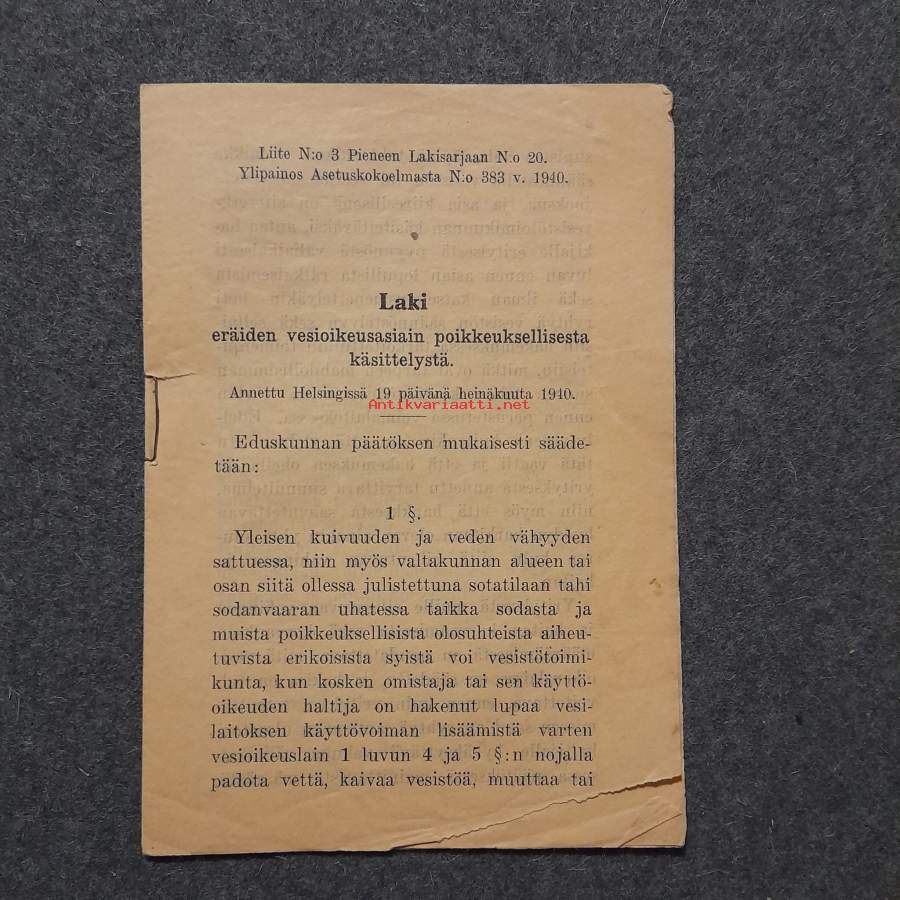 Liite N:o 3 Pieneen Lakisarjaan N:o 20.
Ylipainos Asetuskokoelmasta N:o 383 v. 1940.
Laki
eräiden vesioikeusasiain poikkeuksellisesta
käsittelystä.
Annettu Helsingissä 19 päivänä heinäkuuta 1940.
Antikvariaatti.net
Eduskunnan päätöksen mukaisesti sääde-
tään:
1 §.
Yleisen kuivuuden ja veden vähyyden
sattuessa, niin myös valtakunnan alueen tai
osan siitä ollessa julistettuna sotatilaan tahi
sodanvaaran uhatessa taikka sodasta ja
muista poikkeuksellisista olosuhteista aiheu-
tuvista erikoisista syistä voi vesistötoimi-
kunta, kun kosken omistaja tai sen käyttö-
oikeuden haltija on hakenut lupaa vesi-
laitoksen käyttövoiman lisäämistä varten
vesioikeuslain 1 luvun 4 ja 5 §:n nojalla
padota vettä, kaivaa vesistöä, muuttaa tai